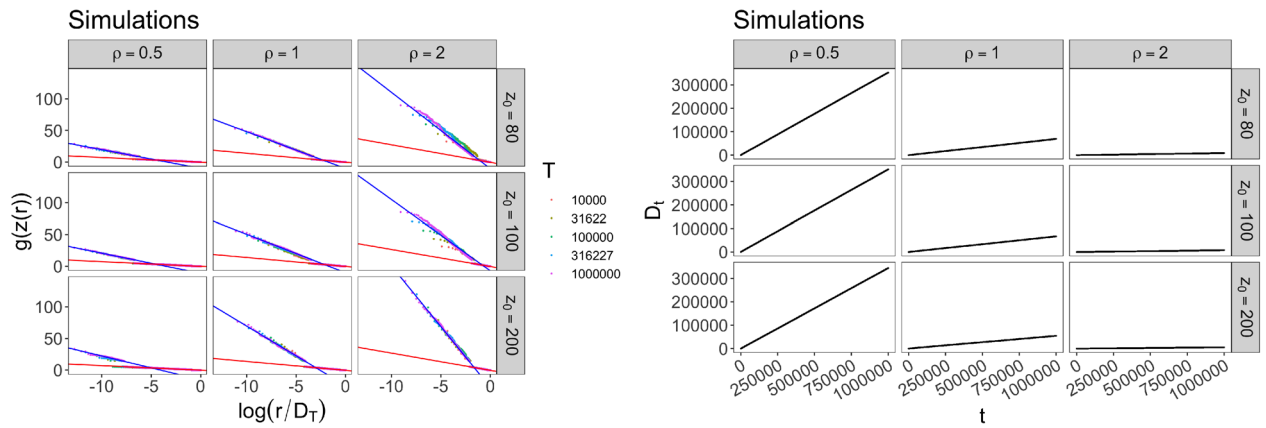 Simulations
ρ = 0.5 ρ = 1 ρ = 2
100
50
0
z₀ = 80
100
50
0
z₀ = 100
100
50
0
z₀ = 200
g(z(r))
-10 -5 0 -10 -5 0 -10 -5 0
log(r/D_T)
T
10000
31622
100000
316227
1000000
Simulations
ρ = 0.5 ρ = 1 ρ = 2
300000
200000
100000
0
z₀ = 80
300000
200000
100000
0
z₀ = 100
300000
200000
100000
0
z₀ = 200
D_t
0 250000 500000 750000 1000000 0 250000 500000 750000 1000000 0 250000 500000 750000 1000000
t